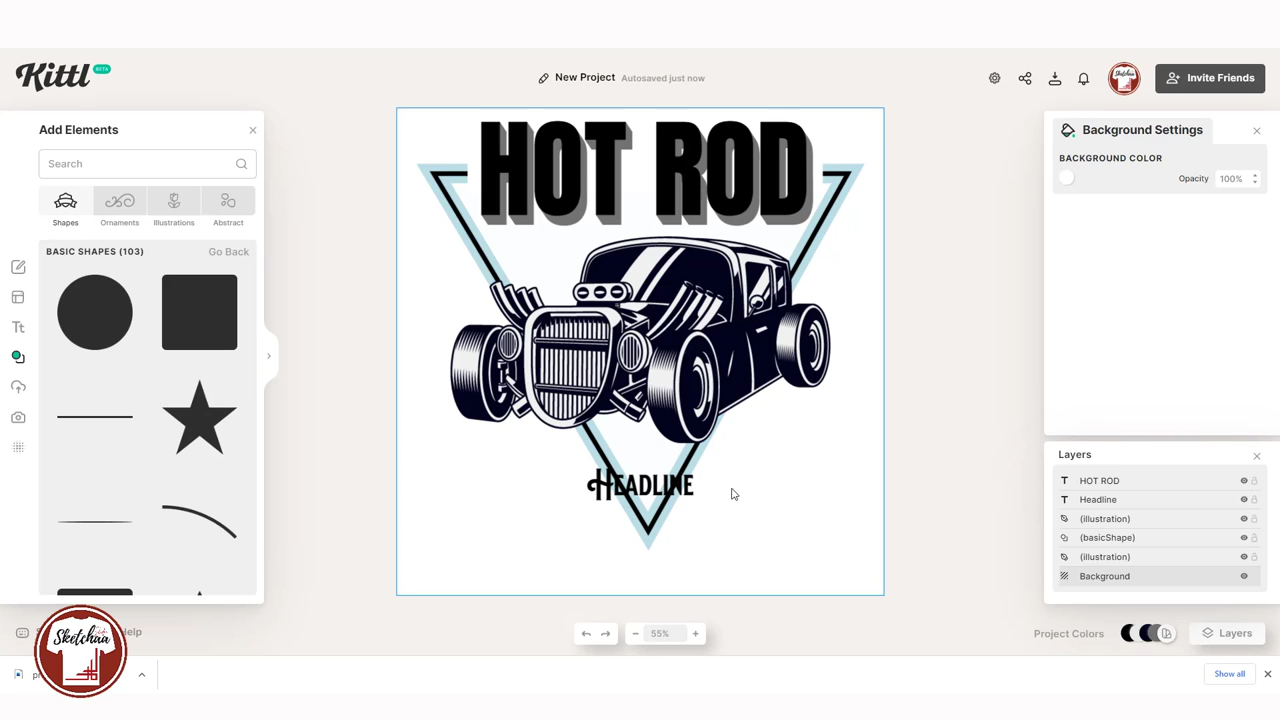 Kittl BETA
New Project Autosaved just now
Invite Friends
Add Elements
Search
Shapes Ornaments Illustrations Abstract
BASIC SHAPES (103) Go Back
HOT ROD
HEADLINE
Background Settings
BACKGROUND COLOR
Opacity 100%
Layers
HOT ROD
Headline
(illustration)
(basicShape)
(illustration)
Background
55%
Project Colors
Layers
Sketchaa
Show all